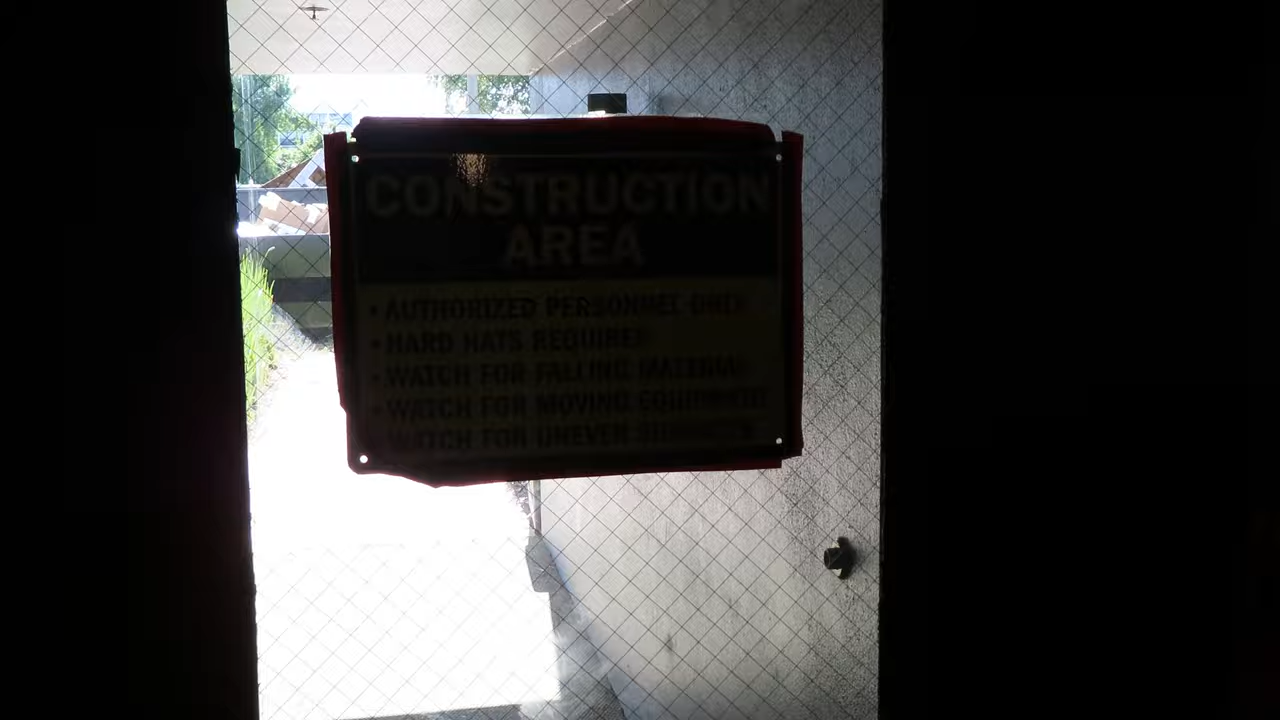 CONSTRUCTION
AREA
• AUTHORIZED PERSONNEL ONLY
• HARD HATS REQUIRED
• WATCH FOR FALLING MATERIAL
• WATCH FOR MOVING EQUIPMENT
• WATCH FOR UNEVEN